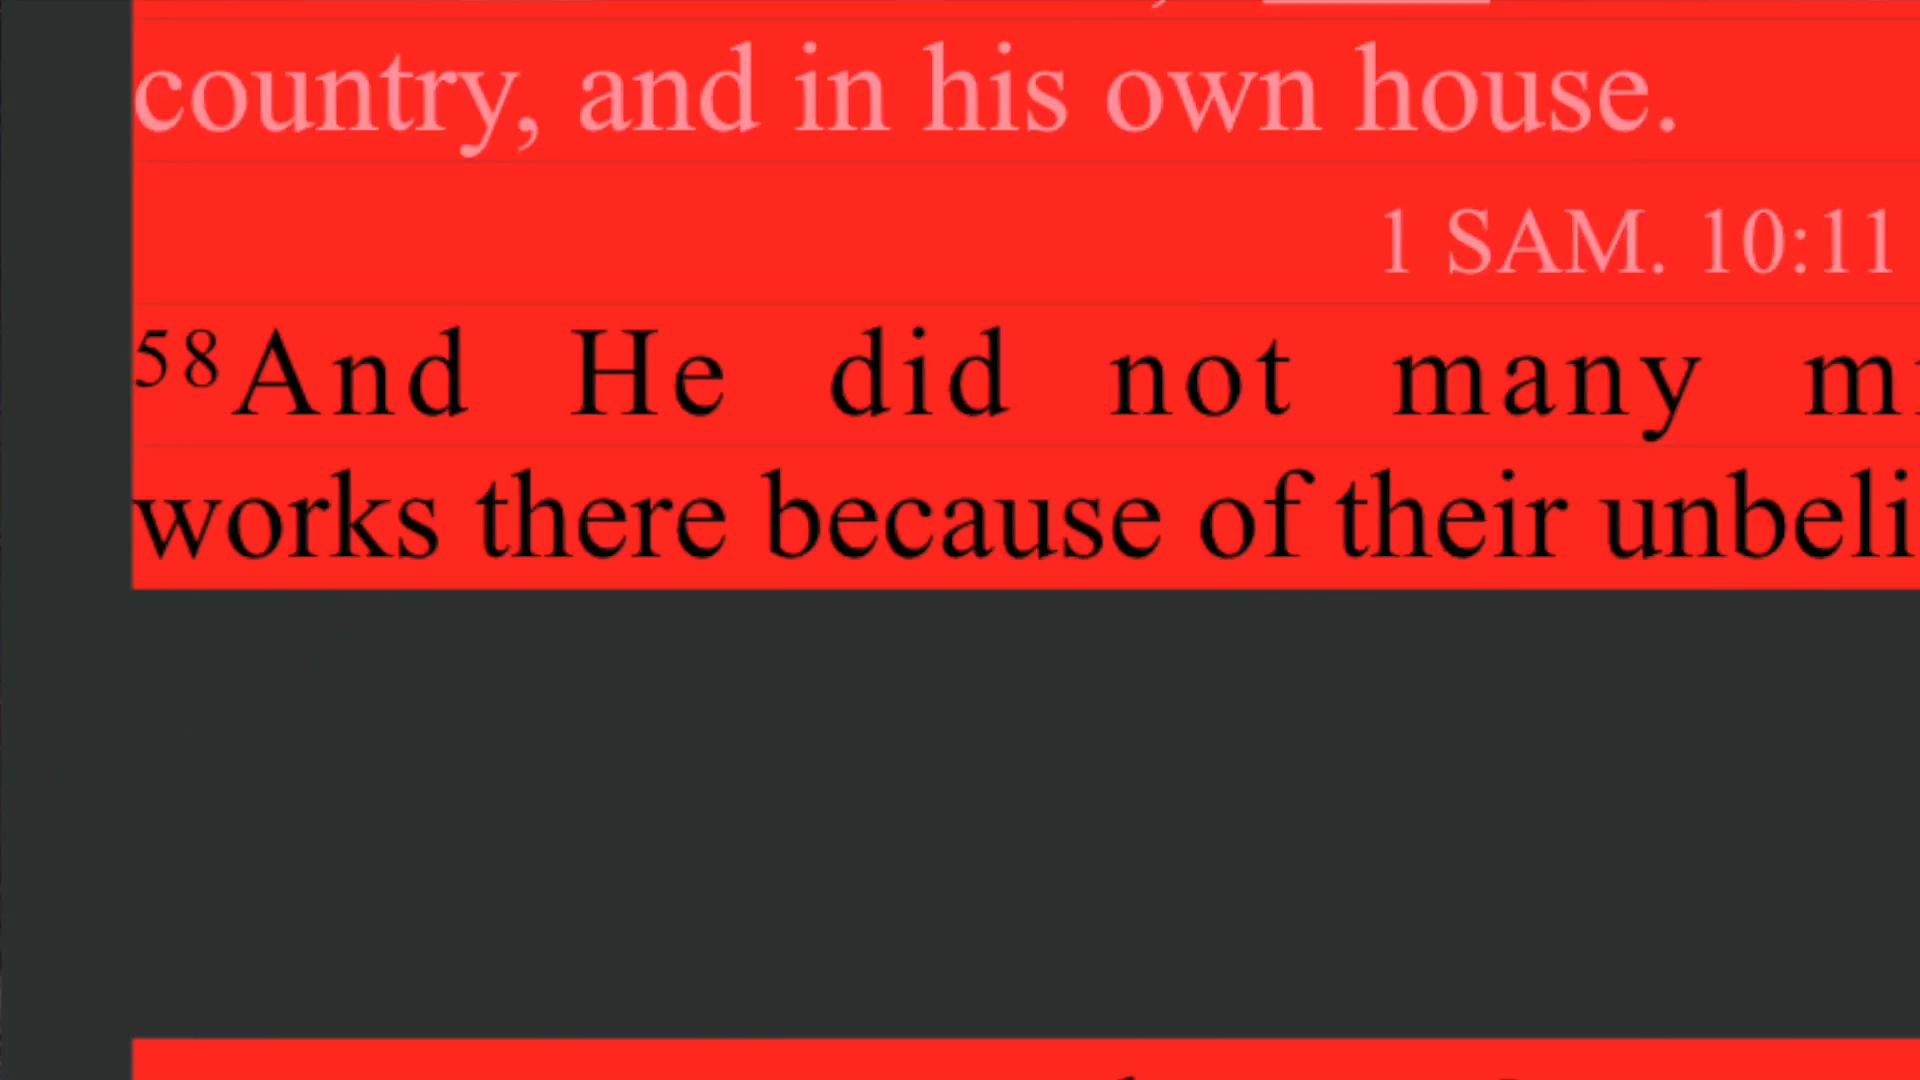 country, and in his own house.
1 SAM. 10:11
58And He did not many
works there because of their